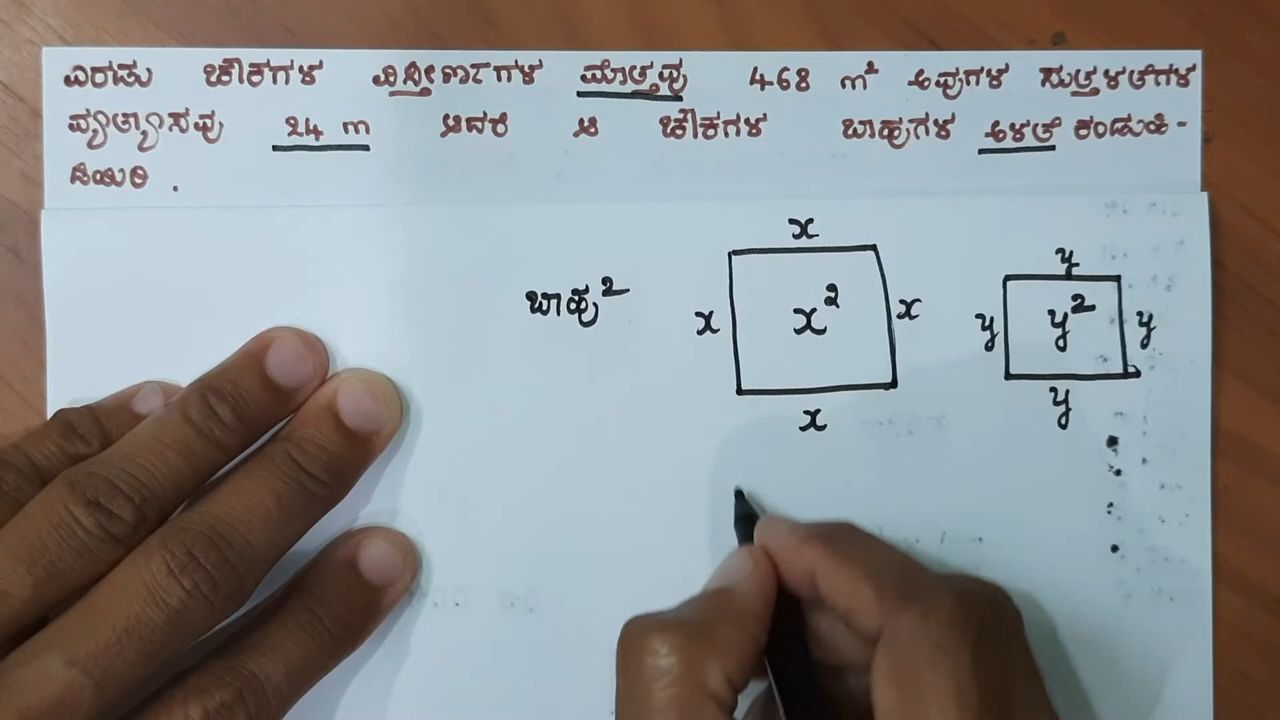 ಎರಡು ಚೌಕಗಳ ವಿಸ್ತೀರ್ಣಗಳ ಮೊತ್ತವು 468 m² ಅವುಗಳ ಸುತ್ತಳತೆಗಳ
ವ್ಯತ್ಯಾಸವು 24 m ಆದರೆ ಆ ಚೌಕಗಳ ಬಾಹುಗಳ ಅಳತೆ ಕಂಡುಹಿ-
ಡಿಯಿರಿ .
x y
ಬಾಹು² x x² x y y² y
x y